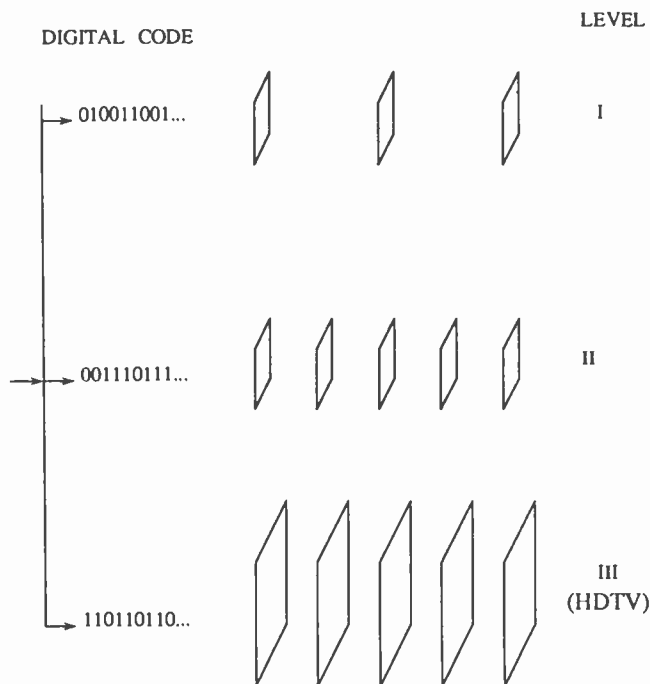 LEVEL
DIGITAL CODE
010011001... I
001110111... II
III
(HDTV)
110110110...